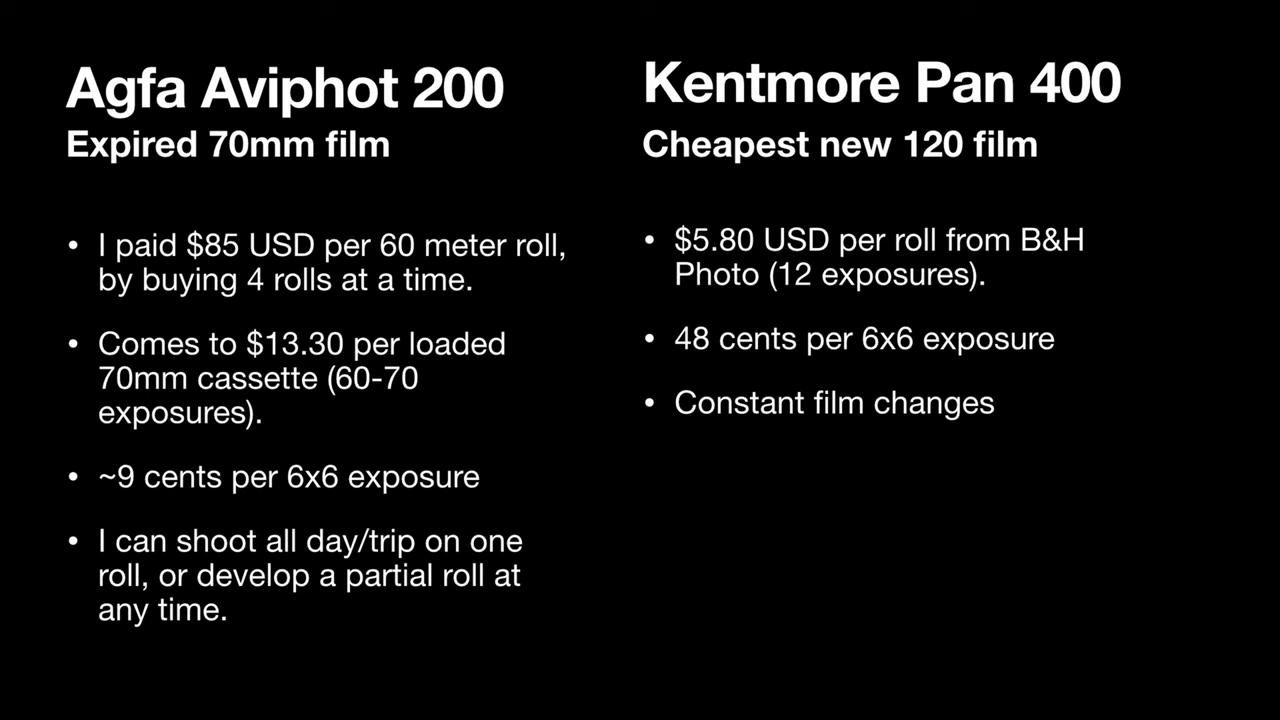 Agfa Aviphot 200
Expired 70mm film
• I paid $85 USD per 60 meter roll,
by buying 4 rolls at a time.
• Comes to $13.30 per loaded
70mm cassette (60-70
exposures).
• ~9 cents per 6x6 exposure
• I can shoot all day/trip on one
roll, or develop a partial roll at
any time.
Kentmore Pan 400
Cheapest new 120 film
• $5.80 USD per roll from B&H
Photo (12 exposures).
• 48 cents per 6x6 exposure
• Constant film changes